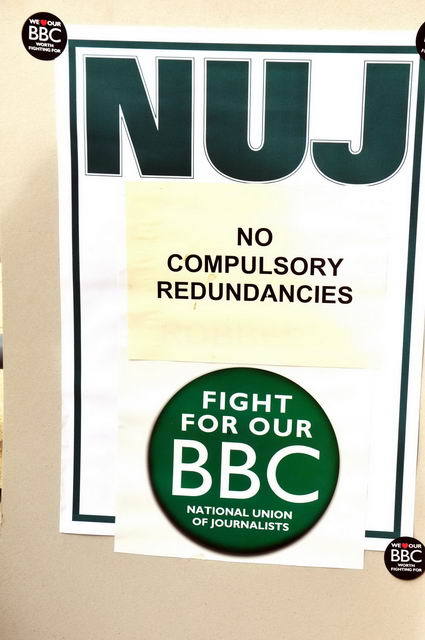 WE ❤ OUR
BBC
WORTH
FIGHTING FOR
NUJ
NO
COMPULSORY
REDUNDANCIES
FIGHT
FOR OUR
BBC
NATIONAL UNION
OF JOURNALISTS
WE ❤ OUR
BBC
WORTH
FIGHTING FOR